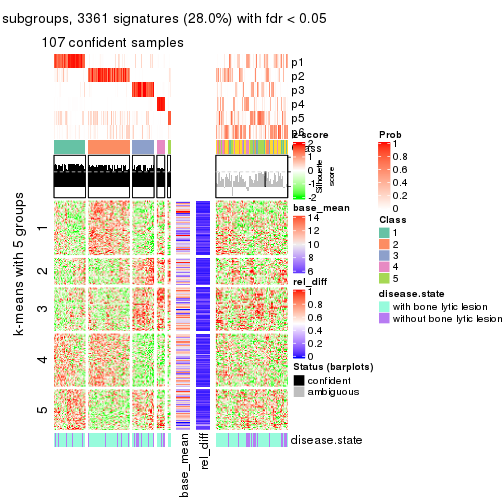 subgroups, 3361 signatures (28.0%) with fdr < 0.05
107 confident samples
p1
p2
p3
p4
p5
p6
Class
Silhouette
score
k-means with 5 groups
1
2
3
4
5
base_mean
rel_diff
disease.state
z-score
2
1
0
-1
-2
base_mean
14
12
10
8
6
rel_diff
1
0.8
0.6
0.4
0.2
0
Status (barplots)
confident
ambiguous
Prob
1
0.8
0.6
0.4
0.2
0
Class
1
2
3
4
5
disease.state
with bone lytic lesion
without bone lytic lesion